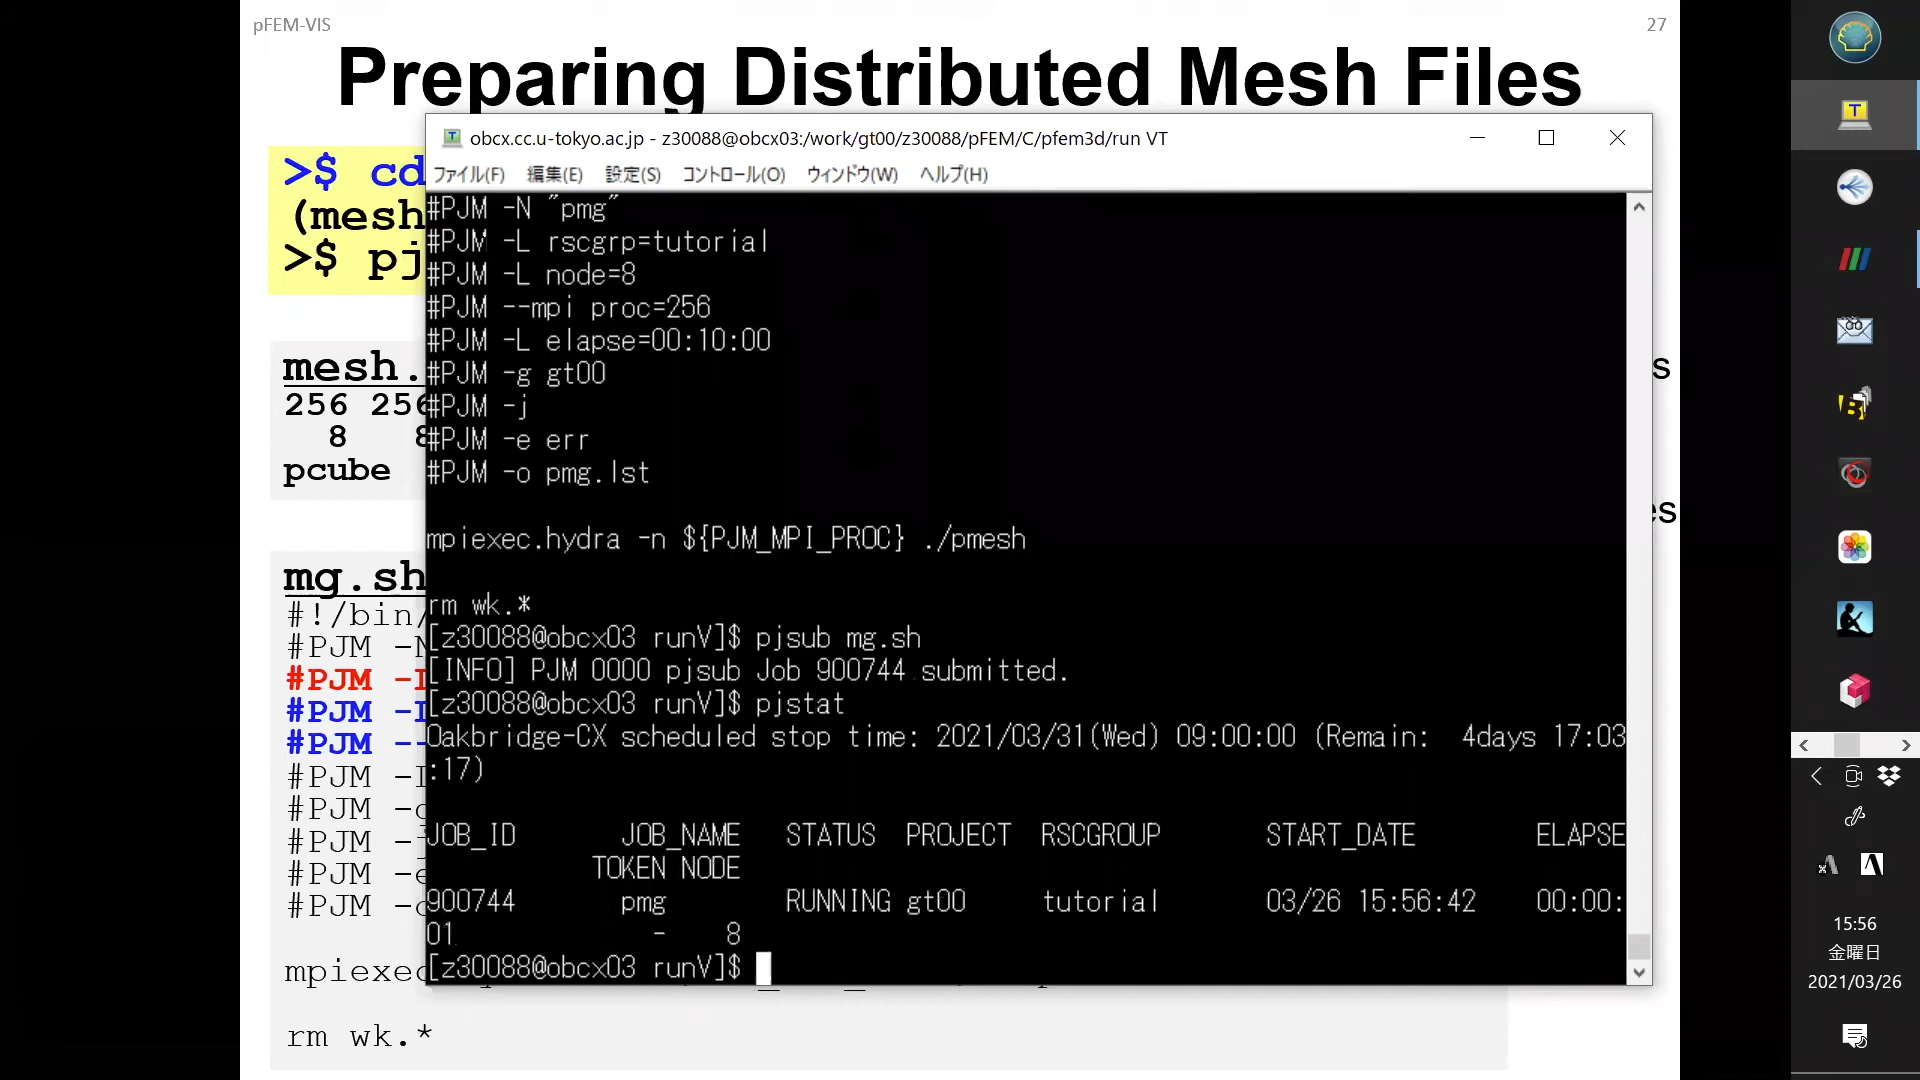 pFEM-VIS
27
Preparing Distributed Mesh Files
>$ cd
(mesh
>$ pj
mesh.
256 256
8 8
pcube
s
es
mg.sh
#!/bin/
#PJM -N
#PJM -L
#PJM -L
#PJM --
#PJM -L
#PJM -g
#PJM -j
#PJM -e
#PJM -o
mpiexec
rm wk.*
obcx.cc.u-tokyo.ac.jp - z30088@obcx03:/work/gt00/z30088/pFEM/C/pfem3d/run VT
ファイル(F) 編集(E) 設定(S) コントロール(O) ウィンドウ(W) ヘルプ(H)
#PJM -N "pmg"
#PJM -L rscgrp=tutorial
#PJM -L node=8
#PJM --mpi proc=256
#PJM -L elapse=00:10:00
#PJM -g gt00
#PJM -j
#PJM -e err
#PJM -o pmg.lst
mpiexec.hydra -n ${PJM_MPI_PROC} ./pmesh
rm wk.*
[z30088@obcx03 runV]$ pjsub mg.sh
[INFO] PJM 0000 pjsub Job 900744 submitted.
[z30088@obcx03 runV]$ pjstat
Oakbridge-CX scheduled stop time: 2021/03/31(Wed) 09:00:00 (Remain: 4days 17:03
:17)
JOB_ID JOB_NAME STATUS PROJECT RSCGROUP START_DATE ELAPSE
TOKEN NODE
900744 pmg RUNNING gt00 tutorial 03/26 15:56:42 00:00:
01 - 8
[z30088@obcx03 runV]$
15:56
金曜日
2021/03/26